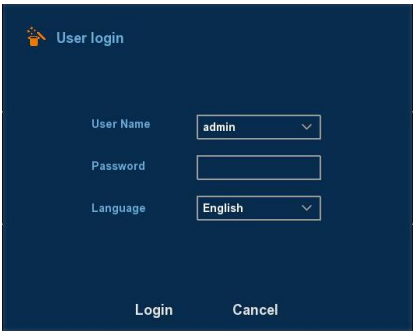 User login
User Name admin
Password
Language English
Login Cancel